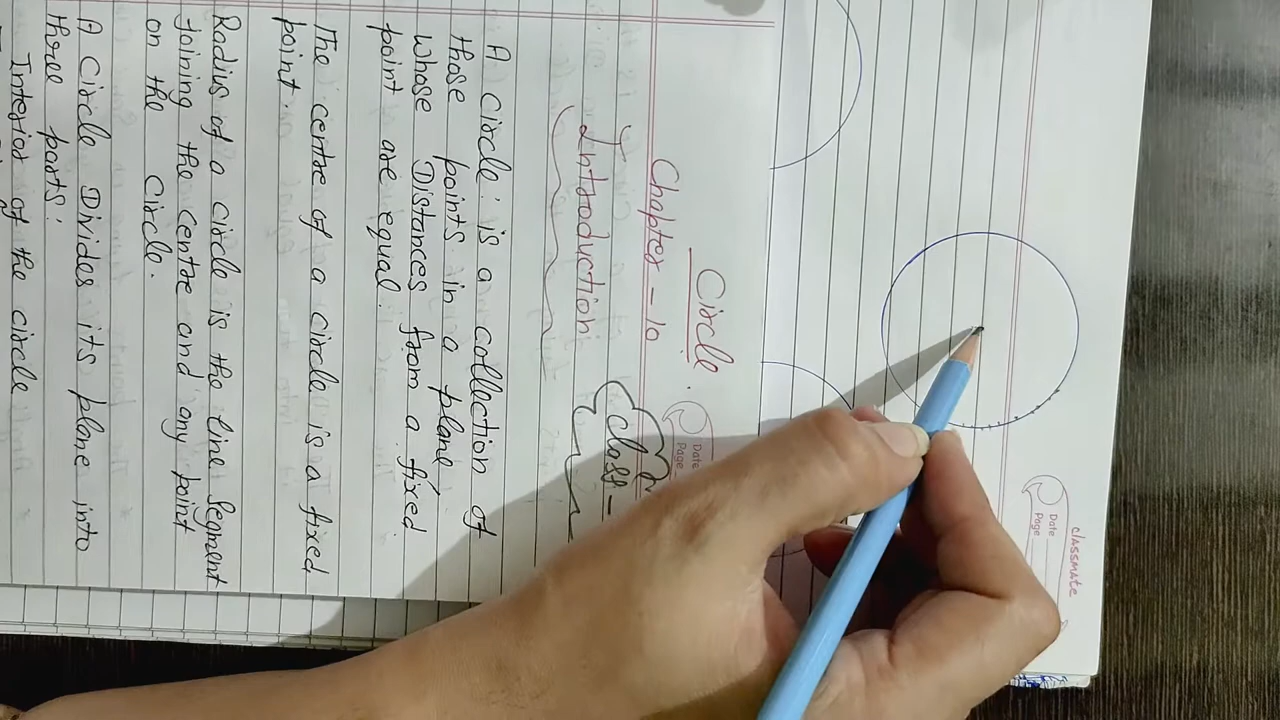 Circle.
Date
Page
Chapter - 10
Introduction
Class -
A circle is a collection of
those points in a plane
whose Distances from a fixed
point are equal.
The centre of a circle is a fixed
point.
Radius of a circle is the line segment
joining the centre and any point
on the circle.
A Circle Divides its plane into
three parts:
Interior of the circle
classmate
Date
Page